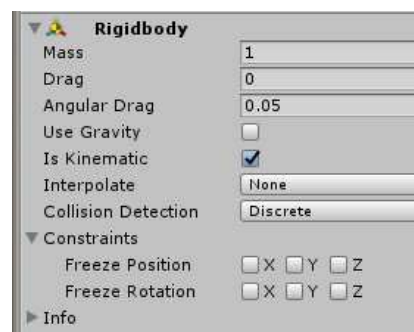 Rigidbody
Mass 1
Drag 0
Angular Drag 0.05
Use Gravity
Is Kinematic
Interpolate None
Collision Detection Discrete
Constraints
Freeze Position X Y Z
Freeze Rotation X Y Z
Info